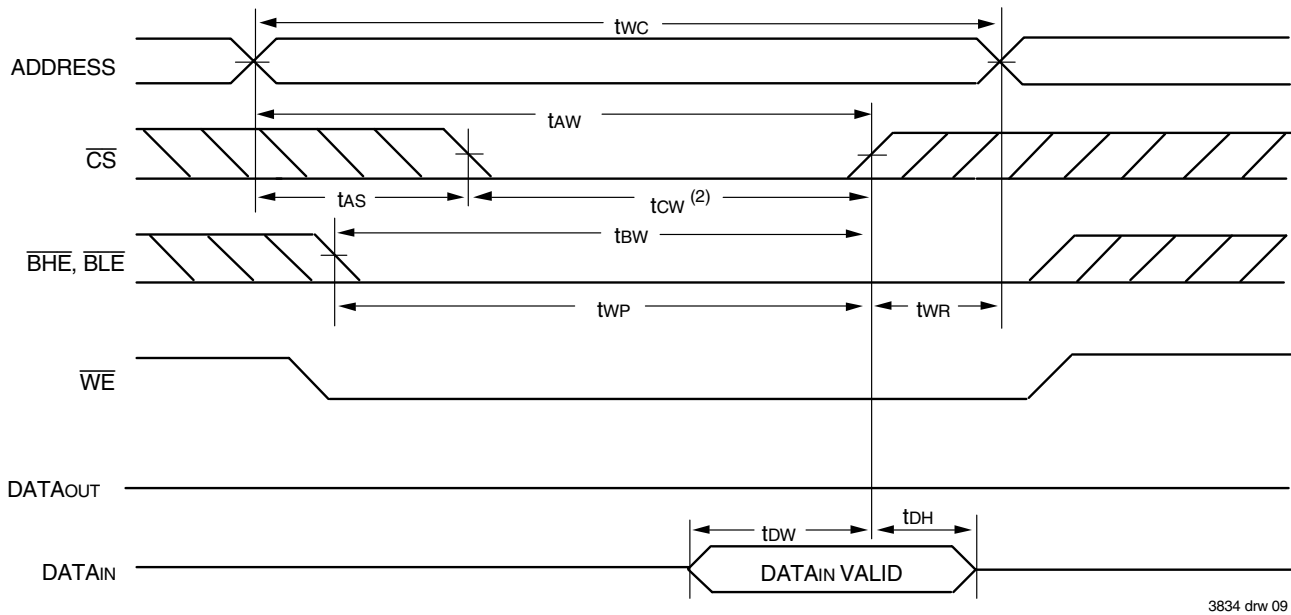 tWC
ADDRESS
tAW
CS
tAS
tCW (2)
tBW
BHE, BLE
tWP
tWR
WE
DATAOUT
tDW
tDH
DATAIN
DATAIN VALID
3834 drw 09